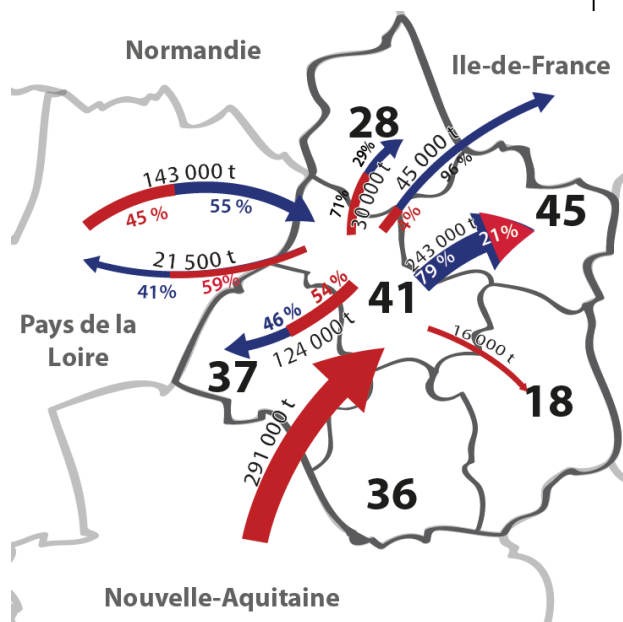 Normandie
Ile-de-France
28
29%
71%
30 000 t
45 000 t
96 %
4%
143 000 t
45 %
55 %
45
243 000 t
79 %
21%
21 500 t
41%
59%
54 %
46 %
124 000 t
41
16 000 t
Pays de la
Loire
37
18
291 000 t
36
Nouvelle-Aquitaine